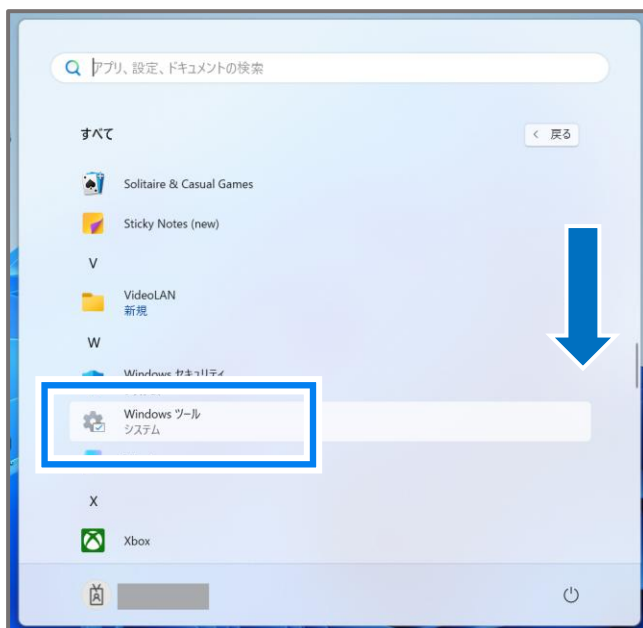 アプリ、設定、ドキュメントの検索
すべて
戻る
Solitaire & Casual Games
Sticky Notes (new)
V
VideoLAN
新規
W
Windows セキュリティ
Windows ツール
システム
X
Xbox